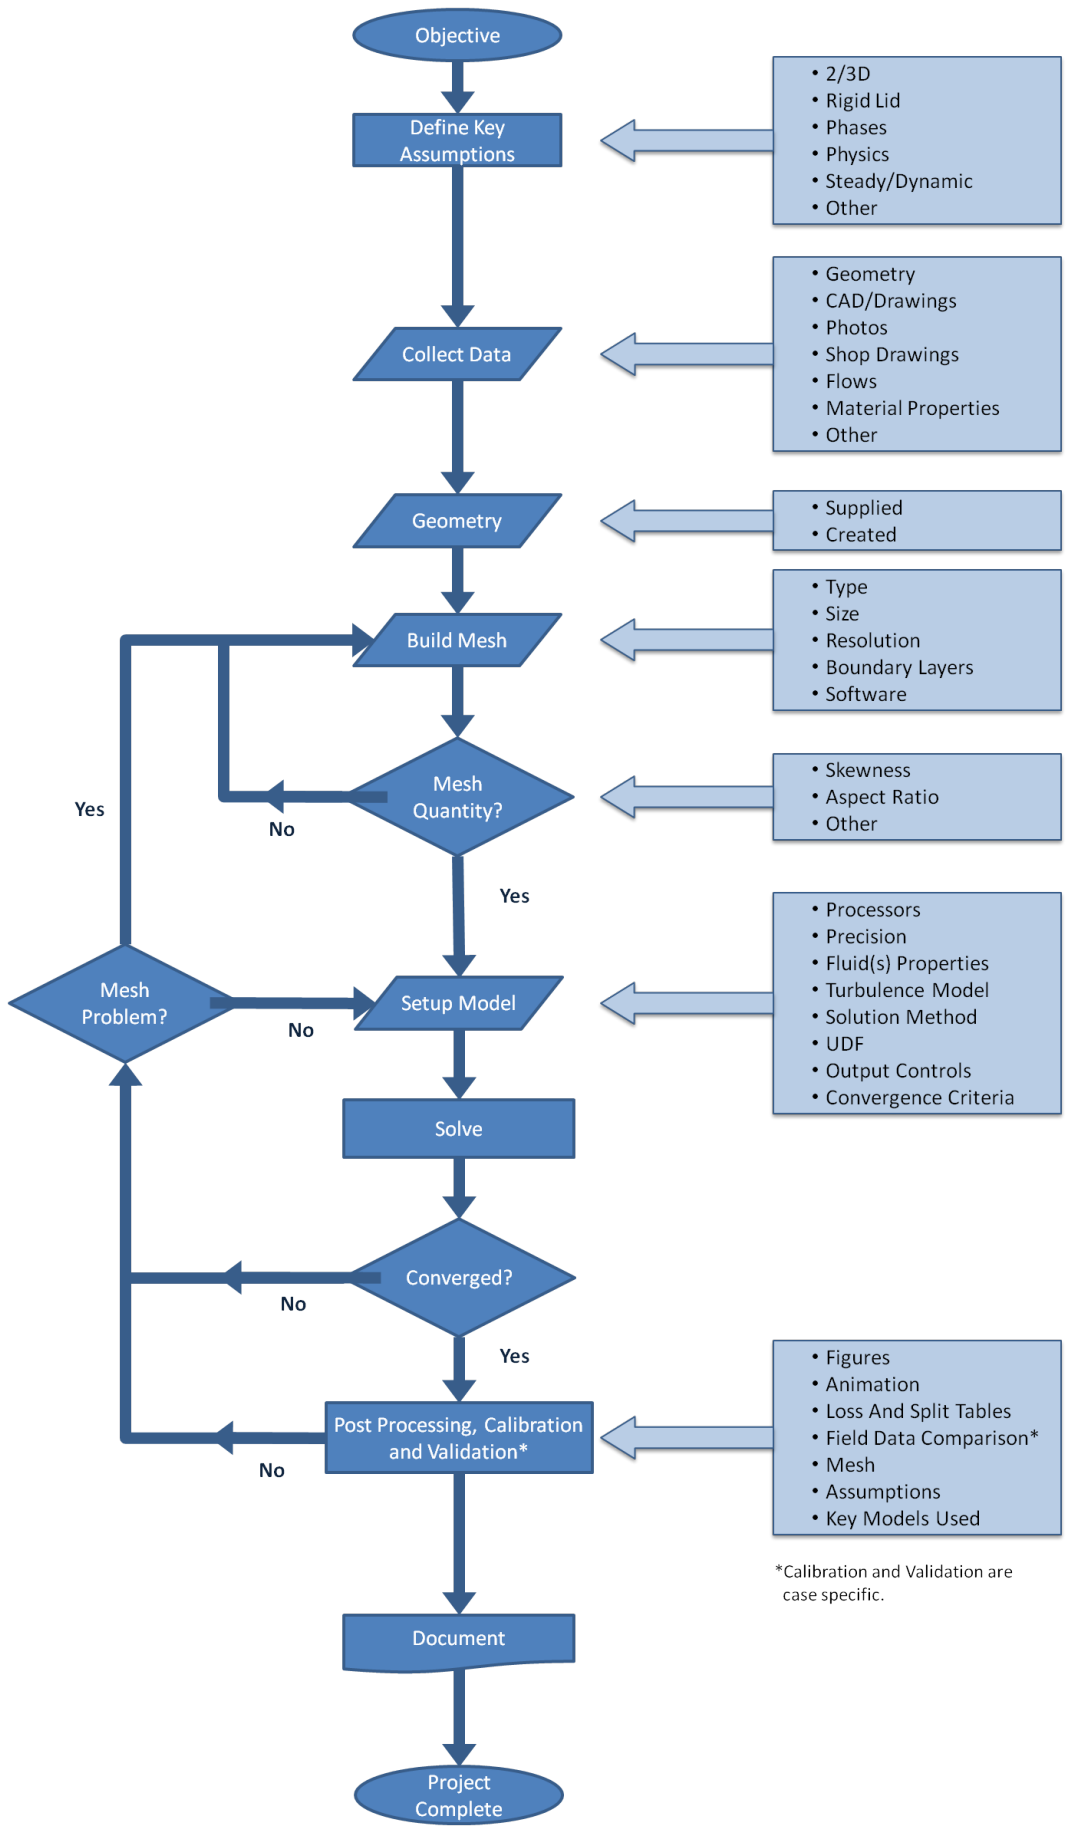 Objective
Define Key
Assumptions
• 2/3D
• Rigid Lid
• Phases
• Physics
• Steady/Dynamic
• Other
Collect Data
• Geometry
• CAD/Drawings
• Photos
• Shop Drawings
• Flows
• Material Properties
• Other
Geometry
• Supplied
• Created
Build Mesh
• Type
• Size
• Resolution
• Boundary Layers
• Software
Mesh
Quantity?
• Skewness
• Aspect Ratio
• Other
Yes
No
Yes
Mesh
Problem?
No
Setup Model
• Processors
• Precision
• Fluid(s) Properties
• Turbulence Model
• Solution Method
• UDF
• Output Controls
• Convergence Criteria
Solve
Converged?
No
Yes
Post Processing, Calibration
and Validation*
No
• Figures
• Animation
• Loss And Split Tables
• Field Data Comparison*
• Mesh
• Assumptions
• Key Models Used
*Calibration and Validation are
case specific.
Document
Project
Complete